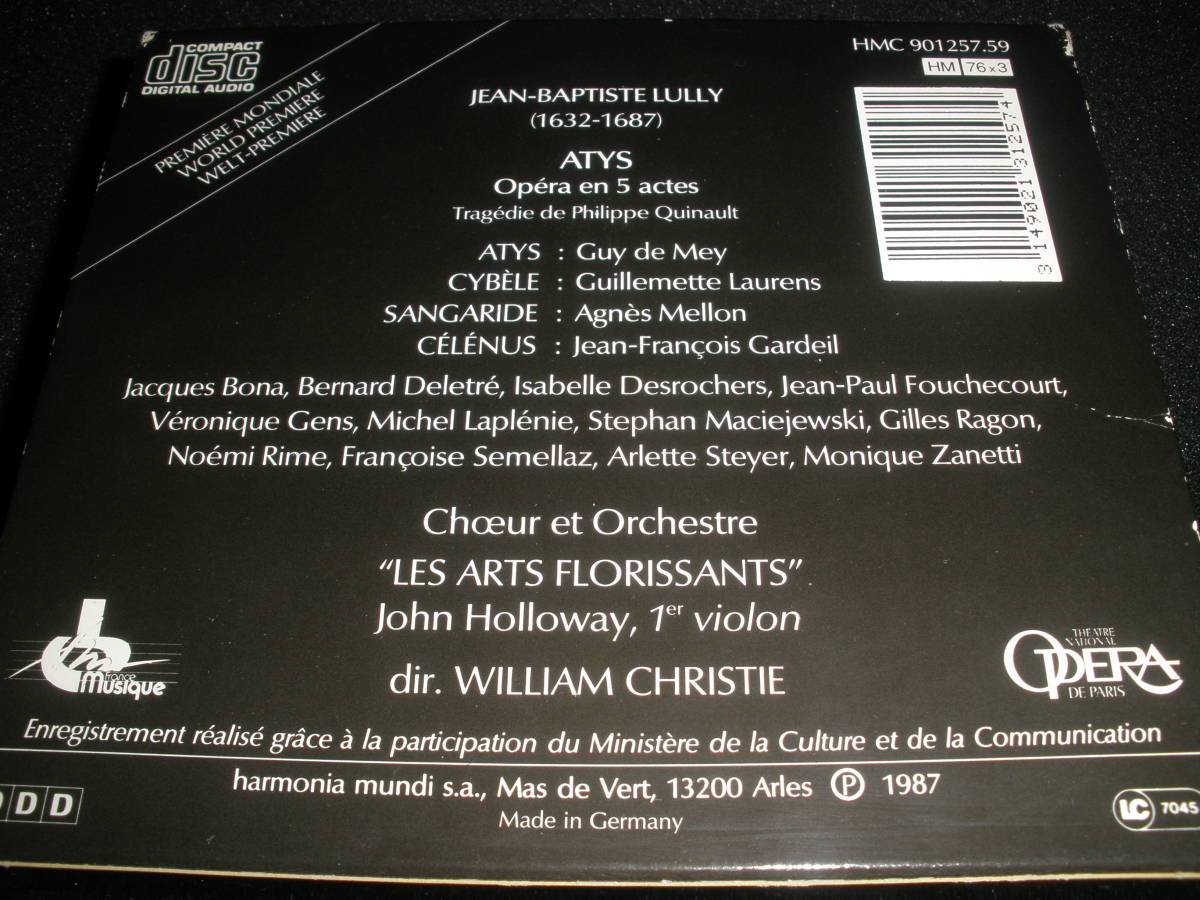 COMPACT
disc
DIGITAL AUDIO
PREMIÈRE MONDIALE
WORLD PREMIERE
WELT-PREMIERE
HMC 901257.59
HM 76x3
3 149021 312574
JEAN-BAPTISTE LULLY
(1632-1687)
ATYS
Opéra en 5 actes
Tragédie de Philippe Quinault
ATYS : Guy de Mey
CYBÈLE : Guillemette Laurens
SANGARIDE : Agnès Mellon
CÉLÉNUS : Jean-François Gardeil
Jacques Bona, Bernard Deletré, Isabelle Desrochers, Jean-Paul Fouchecourt,
Véronique Gens, Michel Laplénie, Stephan Maciejewski, Gilles Ragon,
Noémi Rime, Françoise Semellaz, Arlette Steyer, Monique Zanetti
Chœur et Orchestre
“LES ARTS FLORISSANTS”
John Holloway, 1er violon
dir. WILLIAM CHRISTIE
france
Musique
THEATRE
NATIONAL
OPERA
DE PARIS
Enregistrement réalisé grâce à la participation du Ministère de la Culture et de la Communication
harmonia mundi s.a., Mas de Vert, 13200 Arles ℗ 1987
Made in Germany
DDD
LC 7045